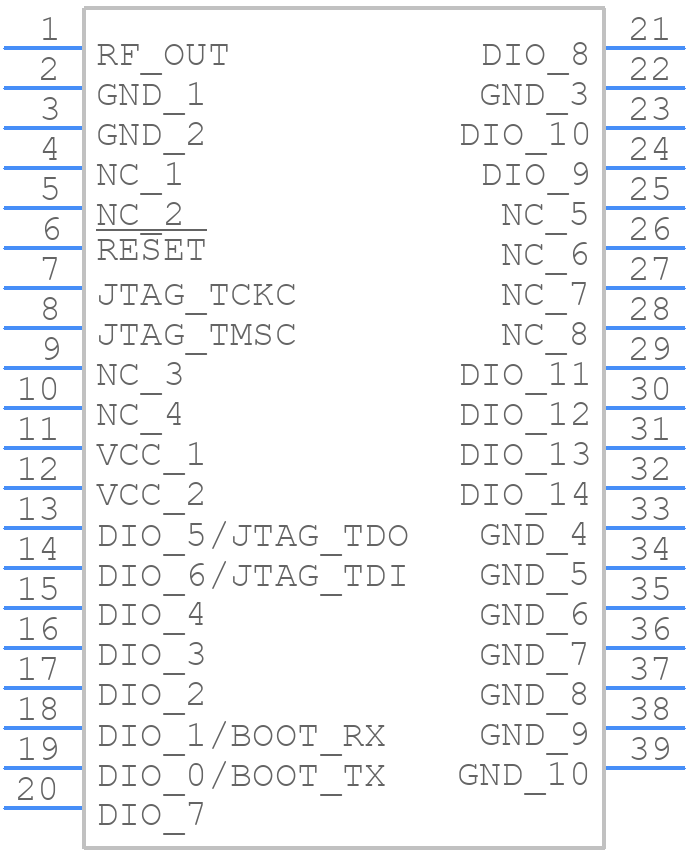 1 RF_OUT DIO_8 21
2 GND_1 GND_3 22
3 GND_2 DIO_10 23
4 NC_1 DIO_9 24
5 NC_2 NC_5 25
6 RESET NC_6 26
7 JTAG_TCKC NC_7 27
8 JTAG_TMSC NC_8 28
9 NC_3 DIO_11 29
10 NC_4 DIO_12 30
11 VCC_1 DIO_13 31
12 VCC_2 DIO_14 32
13 DIO_5/JTAG_TDO GND_4 33
14 DIO_6/JTAG_TDI GND_5 34
15 DIO_4 GND_6 35
16 DIO_3 GND_7 36
17 DIO_2 GND_8 37
18 DIO_1/BOOT_RX GND_9 38
19 DIO_0/BOOT_TX GND_10 39
20 DIO_7